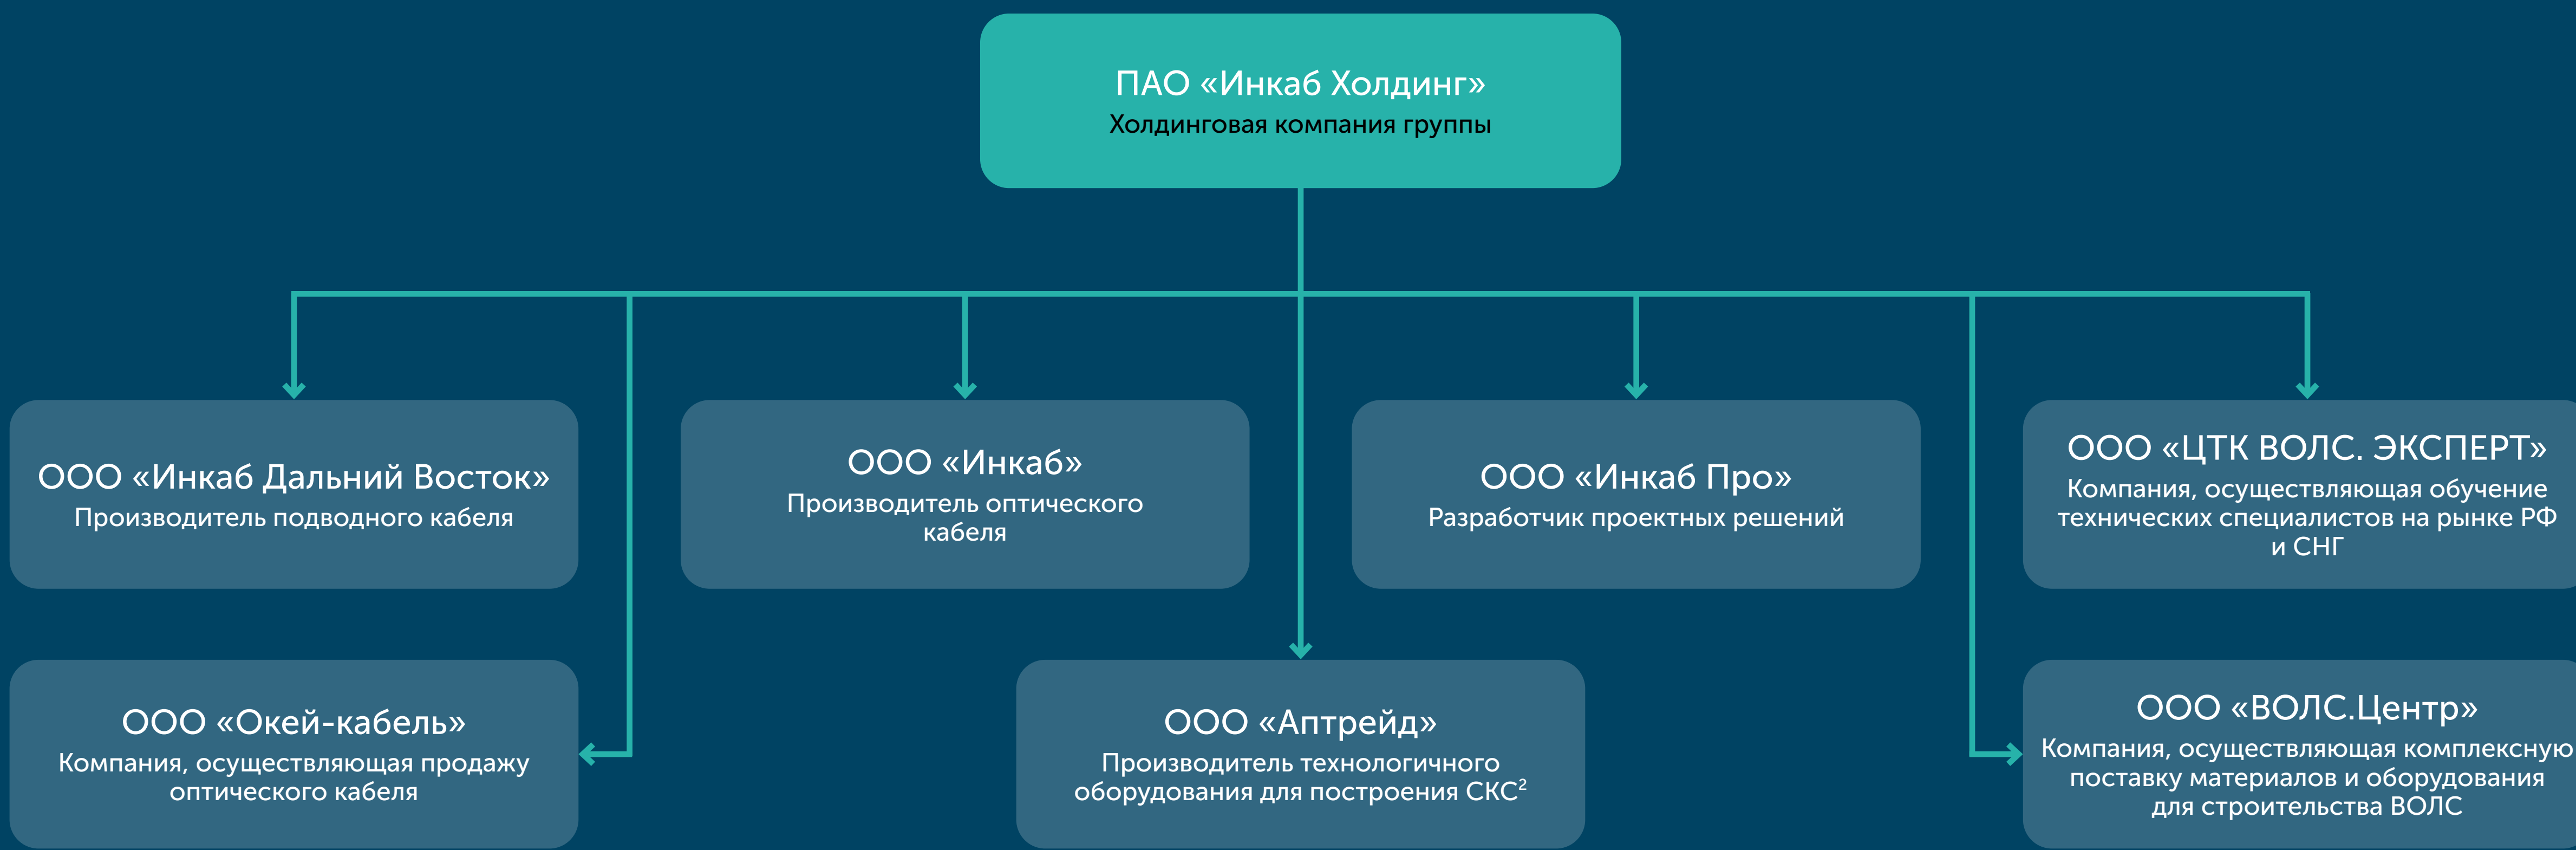 ПАО «Инкаб Холдинг»
Холдинговая компания группы
ООО «Инкаб Дальний Восток»
Производитель подводного кабеля
ООО «Инкаб»
Производитель оптического
кабеля
ООО «Инкаб Про»
Разработчик проектных решений
ООО «ЦТК ВОЛС. ЭКСПЕРТ»
Компания, осуществляющая обучение
технических специалистов на рынке РФ
и СНГ
ООО «Окей-кабель»
Компания, осуществляющая продажу
оптического кабеля
ООО «Аптрейд»
Производитель технологичного
оборудования для построения СКС²
ООО «ВОЛС.Центр»
Компания, осуществляющая комплексную
поставку материалов и оборудования
для строительства ВОЛС